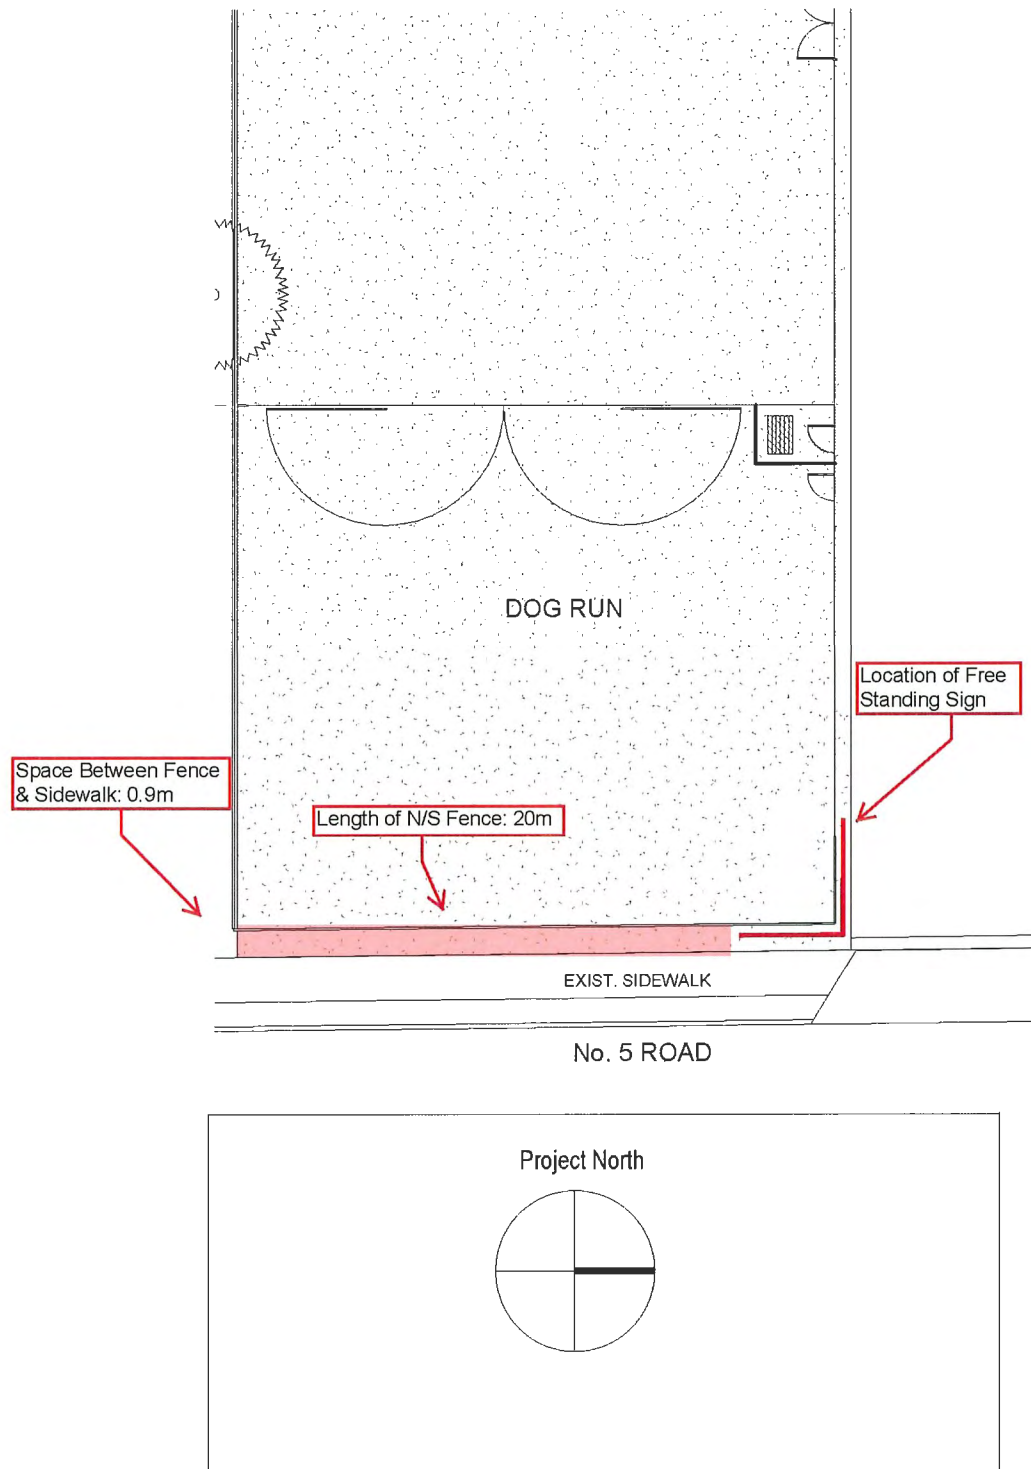 DOG RUN
Location of Free
Standing Sign
Space Between Fence
& Sidewalk: 0.9m
Length of N/S Fence: 20m
EXIST. SIDEWALK
No. 5 ROAD
Project North